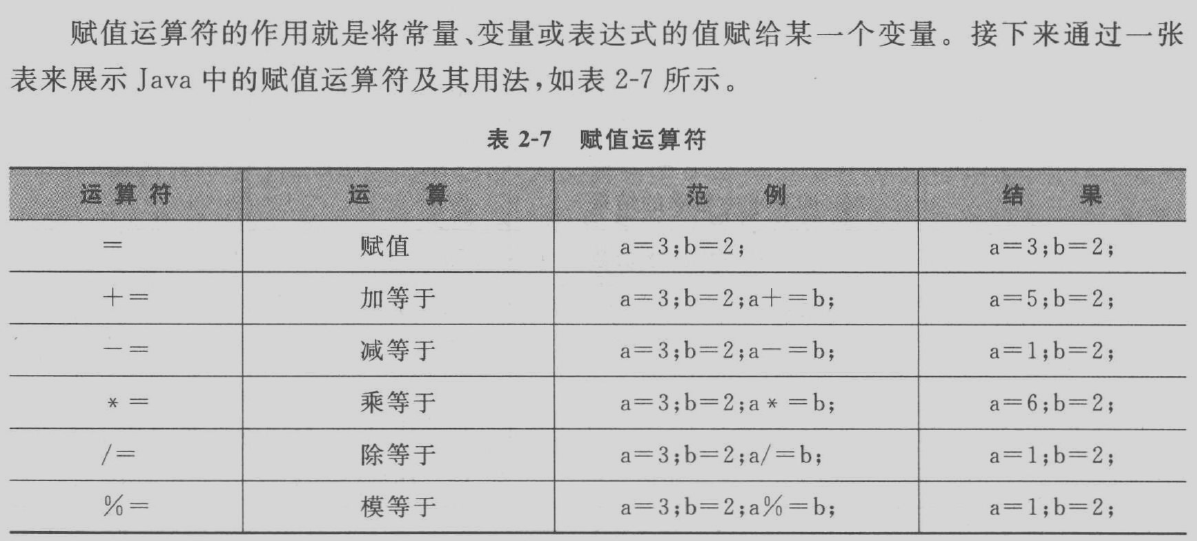 赋值运算符的作用就是将常量、变量或表达式的值赋给某一个变量。接下来通过一张
表来展示 Java 中的赋值运算符及其用法,如表 2-7 所示。
表 2-7 赋值运算符
运算符 运算 范例 结果
= 赋值 a=3;b=2; a=3;b=2;
+= 加等于 a=3;b=2;a+=b; a=5;b=2;
-= 减等于 a=3;b=2;a-=b; a=1;b=2;
*= 乘等于 a=3;b=2;a*=b; a=6;b=2;
/= 除等于 a=3;b=2;a/=b; a=1;b=2;
%= 模等于 a=3;b=2;a%=b; a=1;b=2;